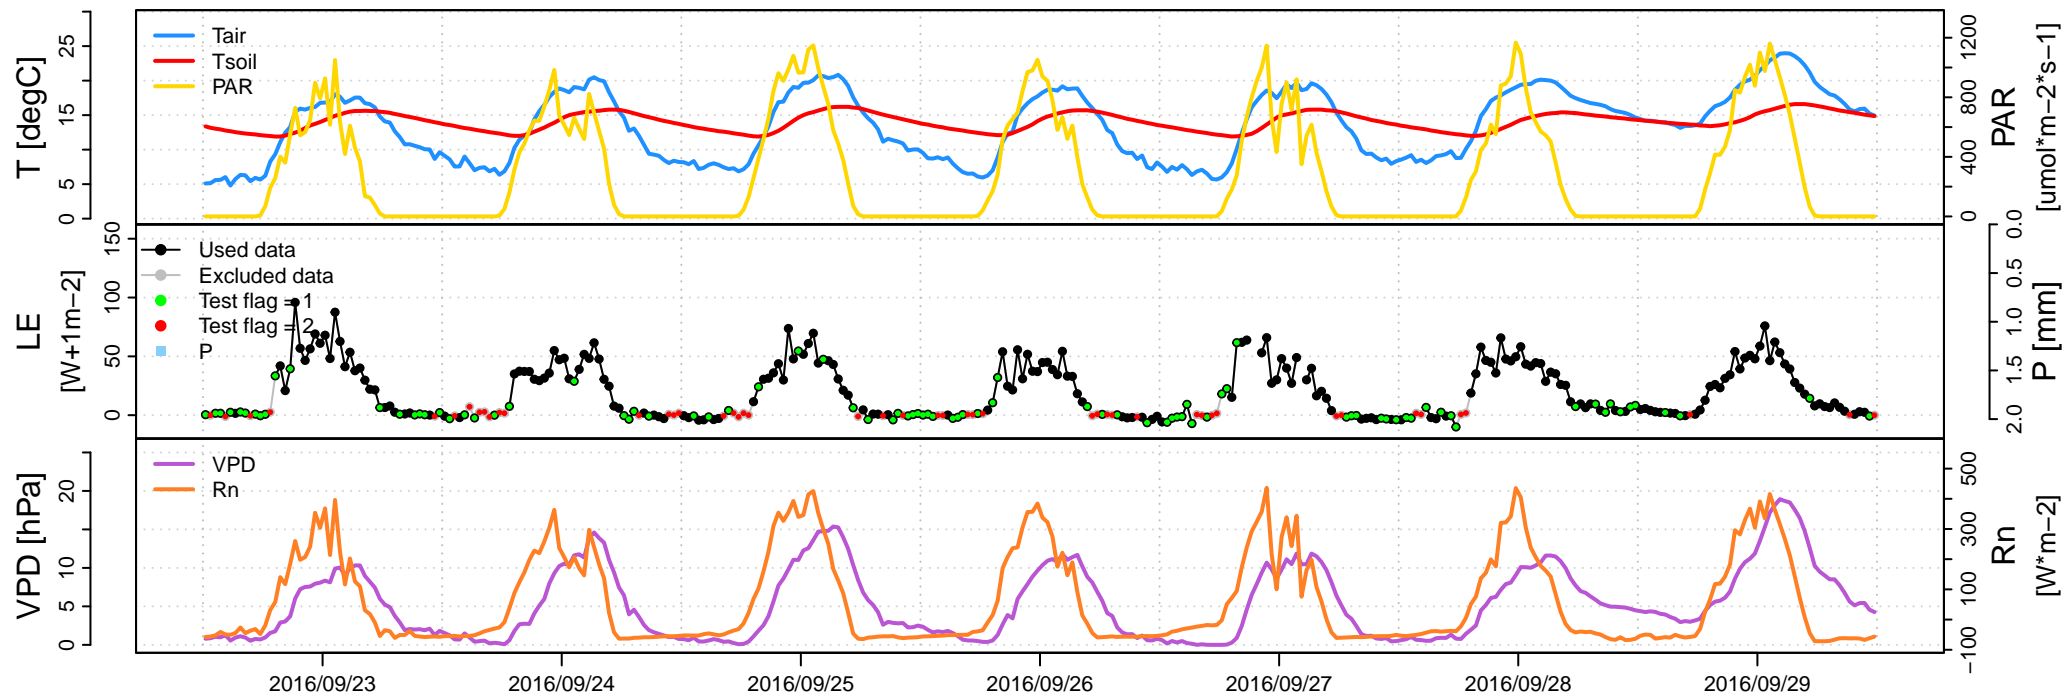 T [degC]
0 5 15 25
Tair
Tsoil
PAR
0 400 800 1200
PAR
[umol*m−2*s−1]
LE
[W+1m−2]
0 50 100 150
Used data
Excluded data
Test flag = 1
Test flag = 2
P
0.0 0.5 1.0 1.5 2.0
P [mm]
VPD [hPa]
0 5 10 20
VPD
Rn
−100 100 300 500
Rn
[W*m−2]
2016/09/23 2016/09/24 2016/09/25 2016/09/26 2016/09/27 2016/09/28 2016/09/29